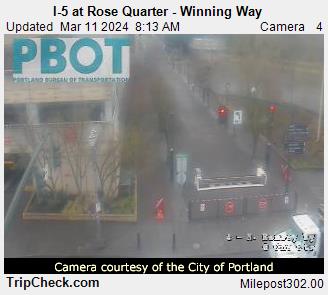 I-5 at Rose Quarter - Winning Way
Updated Mar 11 2024 8:13 AM Camera 4
PBOT
PORTLAND BUREAU OF TRANSPORTATION
Camera courtesy of the City of Portland
TripCheck.com Milepost302.00